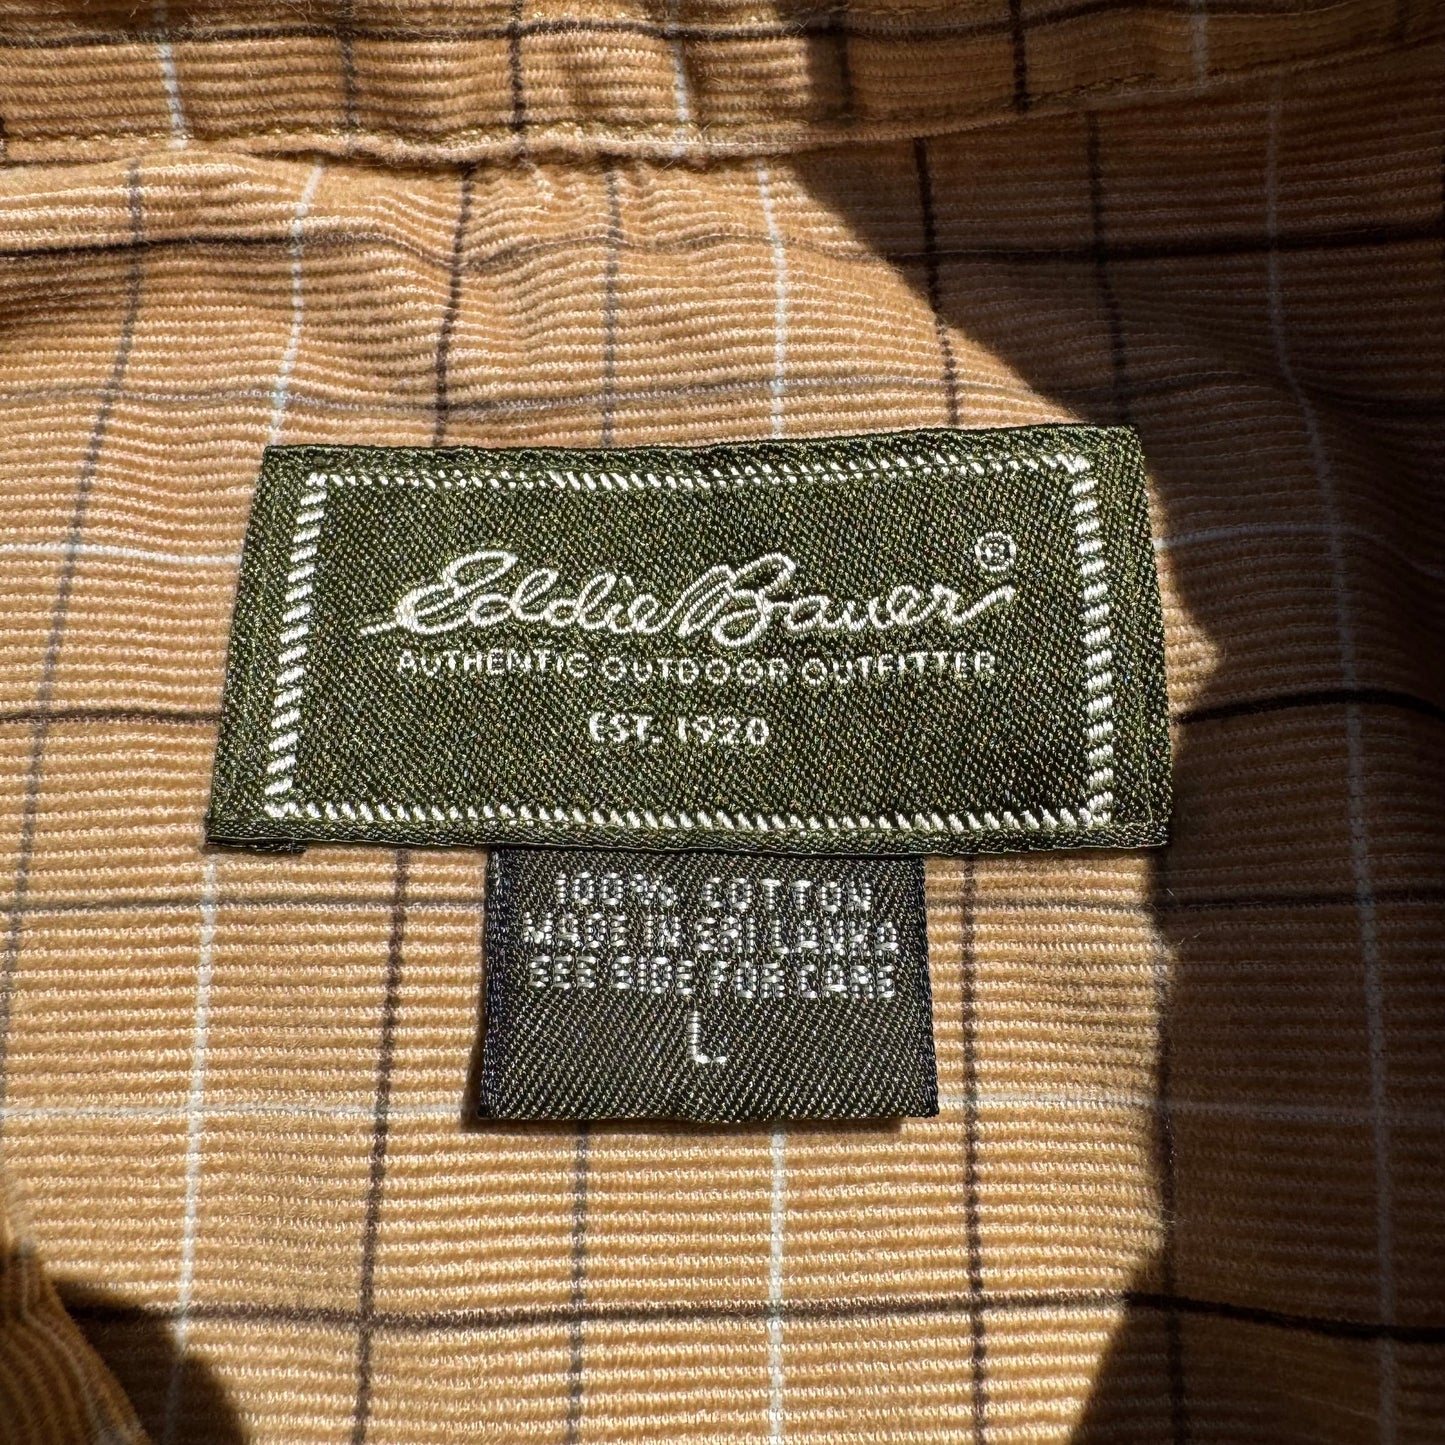 Eddie Bauer®
AUTHENTIC OUTDOOR OUTFITTER
EST. 1920
100% COTTON
MADE IN SRI LANKA
SEE SIDE FOR CARE
L